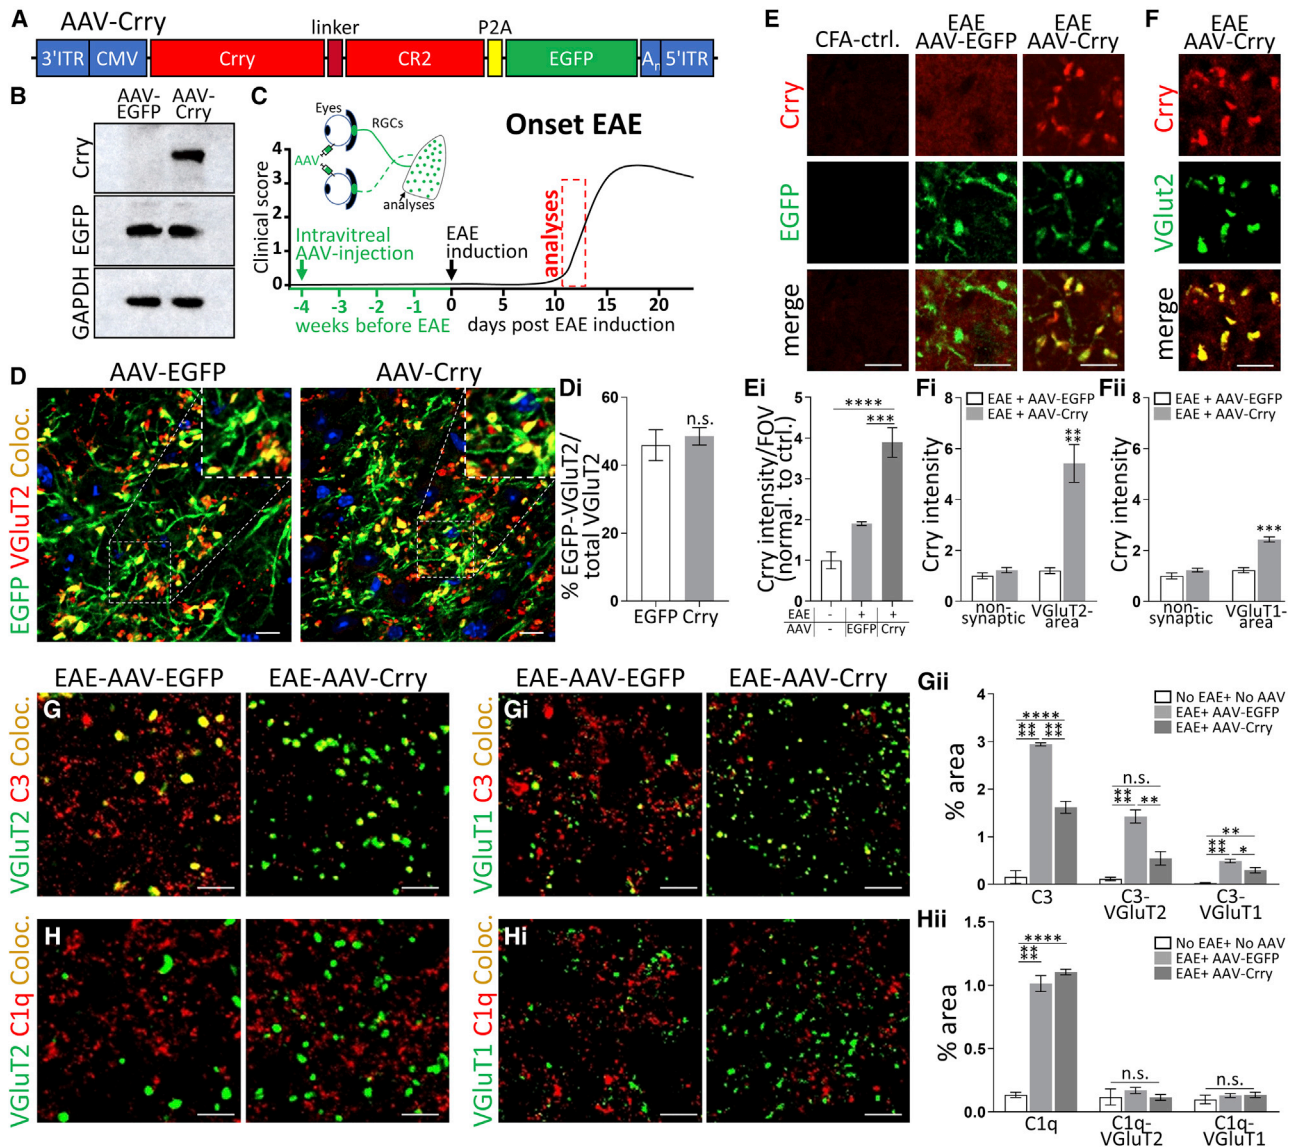 A
AAV-Crry
linker
P2A
3'ITR
CMV
Crry
CR2
EGFP
An
5'ITR
B
AAV-
EGFP
AAV-
Crry
Crry
EGFP
GAPDH
C
Eyes
RGCs
AAV
analyses
Onset EAE
Clinical score
4
3
2
1
0
Intravitreal
AAV-injection
EAE
induction
analyses
-4
-3
-2
-1
0
5
10
15
20
weeks before EAE
days post EAE induction
E
CFA-ctrl.
EAE
AAV-EGFP
EAE
AAV-Crry
Crry
EGFP
merge
F
EAE
AAV-Crry
Crry
VGlut2
merge
D
AAV-EGFP
AAV-Crry
EGFP VGluT2 Coloc.
Di
% EGFP-VGluT2/
total VGluT2
60
40
20
0
n.s.
EGFP
Crry
Ei
Crry intensity/FOV
(normal. to ctrl.)
5
4
3
2
1
0
****
***
EAE
-
+
+
AAV
-
EGFP
Crry
Fi
EAE + AAV-EGFP
EAE + AAV-Crry
Crry intensity
8
6
4
2
0
**
**
non-
synaptic
VGluT2-
area
Fii
EAE + AAV-EGFP
EAE + AAV-Crry
Crry intensity
8
6
4
2
0
***
non-
synaptic
VGluT1-
area
EAE-AAV-EGFP
EAE-AAV-Crry
G
VGluT2 C3 Coloc.
EAE-AAV-EGFP
EAE-AAV-Crry
Gi
VGluT1 C3 Coloc.
Gii
No EAE+ No AAV
EAE+ AAV-EGFP
EAE+ AAV-Crry
% area
4
3
2
1
0
****
**
**
**
**
n.s.
**
**
**
**
**
**
*
C3
C3-
VGluT2
C3-
VGluT1
H
VGluT2 C1q Coloc.
Hi
VGluT1 C1q Coloc.
Hii
No EAE+ No AAV
EAE+ AAV-EGFP
EAE+ AAV-Crry
% area
1.5
1.0
0.5
0.0
****
**
**
n.s.
n.s.
C1q
C1q-
VGluT2
C1q-
VGluT1